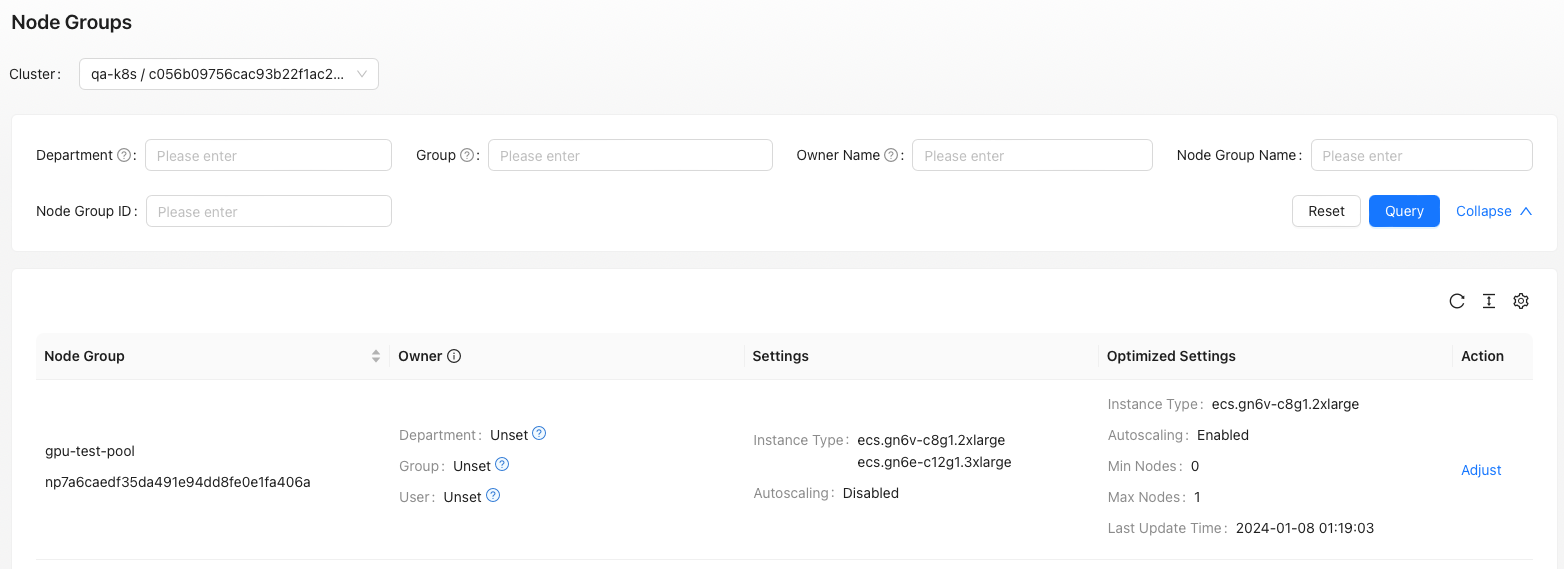 Node Groups
Cluster: qa-k8s / c056b09756cac93b22f1ac2...
Department : Please enter Group : Please enter Owner Name : Please enter Node Group Name : Please enter
Node Group ID : Please enter Reset Query Collapse
Node Group Owner Settings Optimized Settings Action
gpu-test-pool
np7a6caedf35da491e94dd8fe0e1fa406a
Department : Unset
Group : Unset
User : Unset
Instance Type : ecs.gn6v-c8g1.2xlarge
ecs.gn6e-c12g1.3xlarge
Autoscaling : Disabled
Instance Type : ecs.gn6v-c8g1.2xlarge
Autoscaling : Enabled
Min Nodes : 0
Max Nodes : 1
Last Update Time : 2024-01-08 01:19:03
Adjust